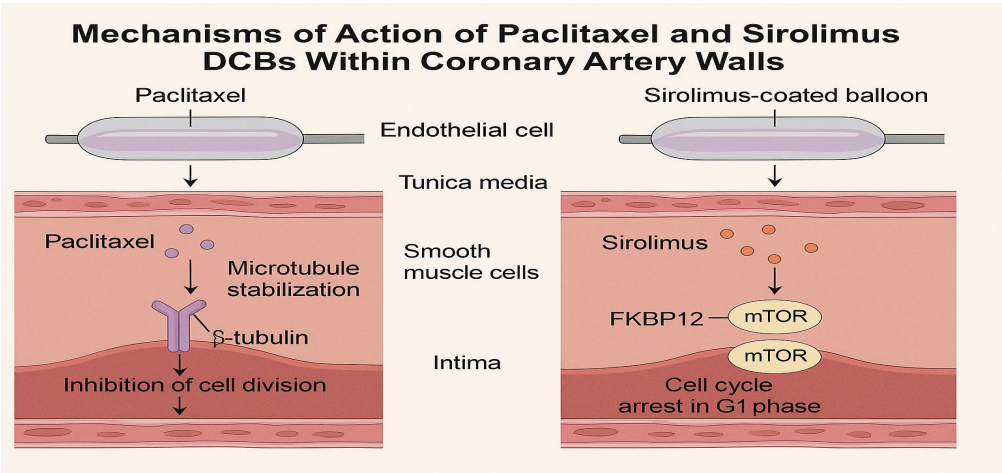 Mechanisms of Action of Paclitaxel and Sirolimus
DCBs Within Coronary Artery Walls
Paclitaxel
Paclitaxel
Microtubule
stabilization
β-tubulin
Inhibition of cell division
Endothelial cell
Tunica media
Smooth
muscle cells
Intima
Sirolimus-coated balloon
Sirolimus
FKBP12
mTOR
mTOR
Cell cycle
arrest in G1 phase